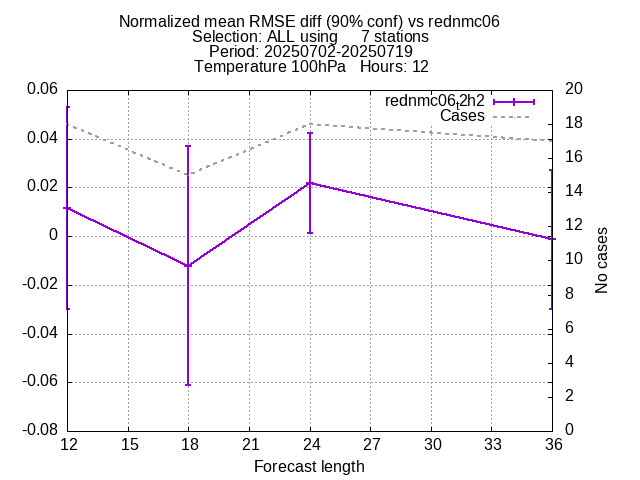 Normalized mean RMSE diff (90% conf) vs rednmc06
Selection: ALL using 7 stations
Period: 20250702-20250719
Temperature 100hPa Hours: 12
rednmc06_t2h2
Cases
0.06
0.04
0.02
0
-0.02
-0.04
-0.06
-0.08
20
18
16
14
12
10
8
6
4
2
0
No cases
12 15 18 21 24 27 30 33 36
Forecast length